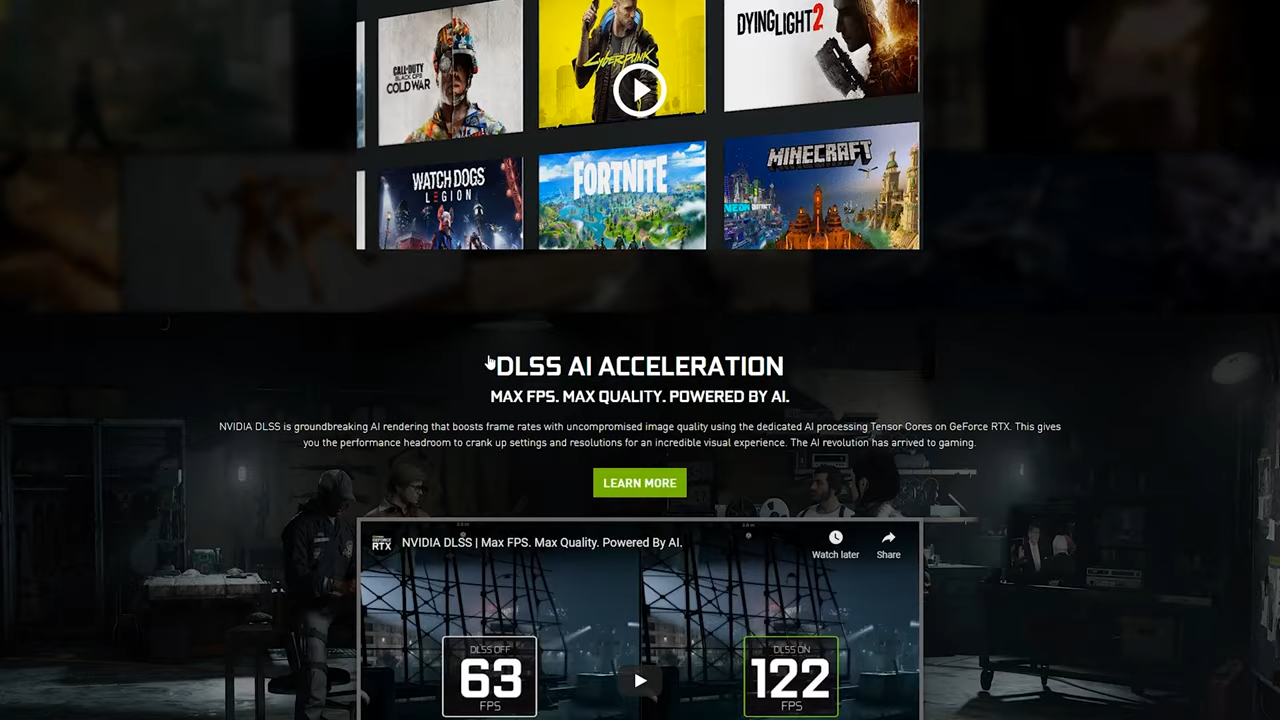 CALL OF DUTY
BLACK OPS
COLD WAR
CYBERPUNK
DYING LIGHT 2
WATCH DOGS
LEGION
FORTNITE
MINECRAFT
NEON DISTRICT
DLSS AI ACCELERATION
MAX FPS. MAX QUALITY. POWERED BY AI.
NVIDIA DLSS is groundbreaking AI rendering that boosts frame rates with uncompromised image quality using the dedicated AI processing Tensor Cores on GeForce RTX. This gives
you the performance headroom to crank up settings and resolutions for an incredible visual experience. The AI revolution has arrived to gaming.
LEARN MORE
GEFORCE
RTX
NVIDIA DLSS | Max FPS. Max Quality. Powered By AI.
Watch later
Share
DLSS OFF
63
FPS
DLSS ON
122
FPS